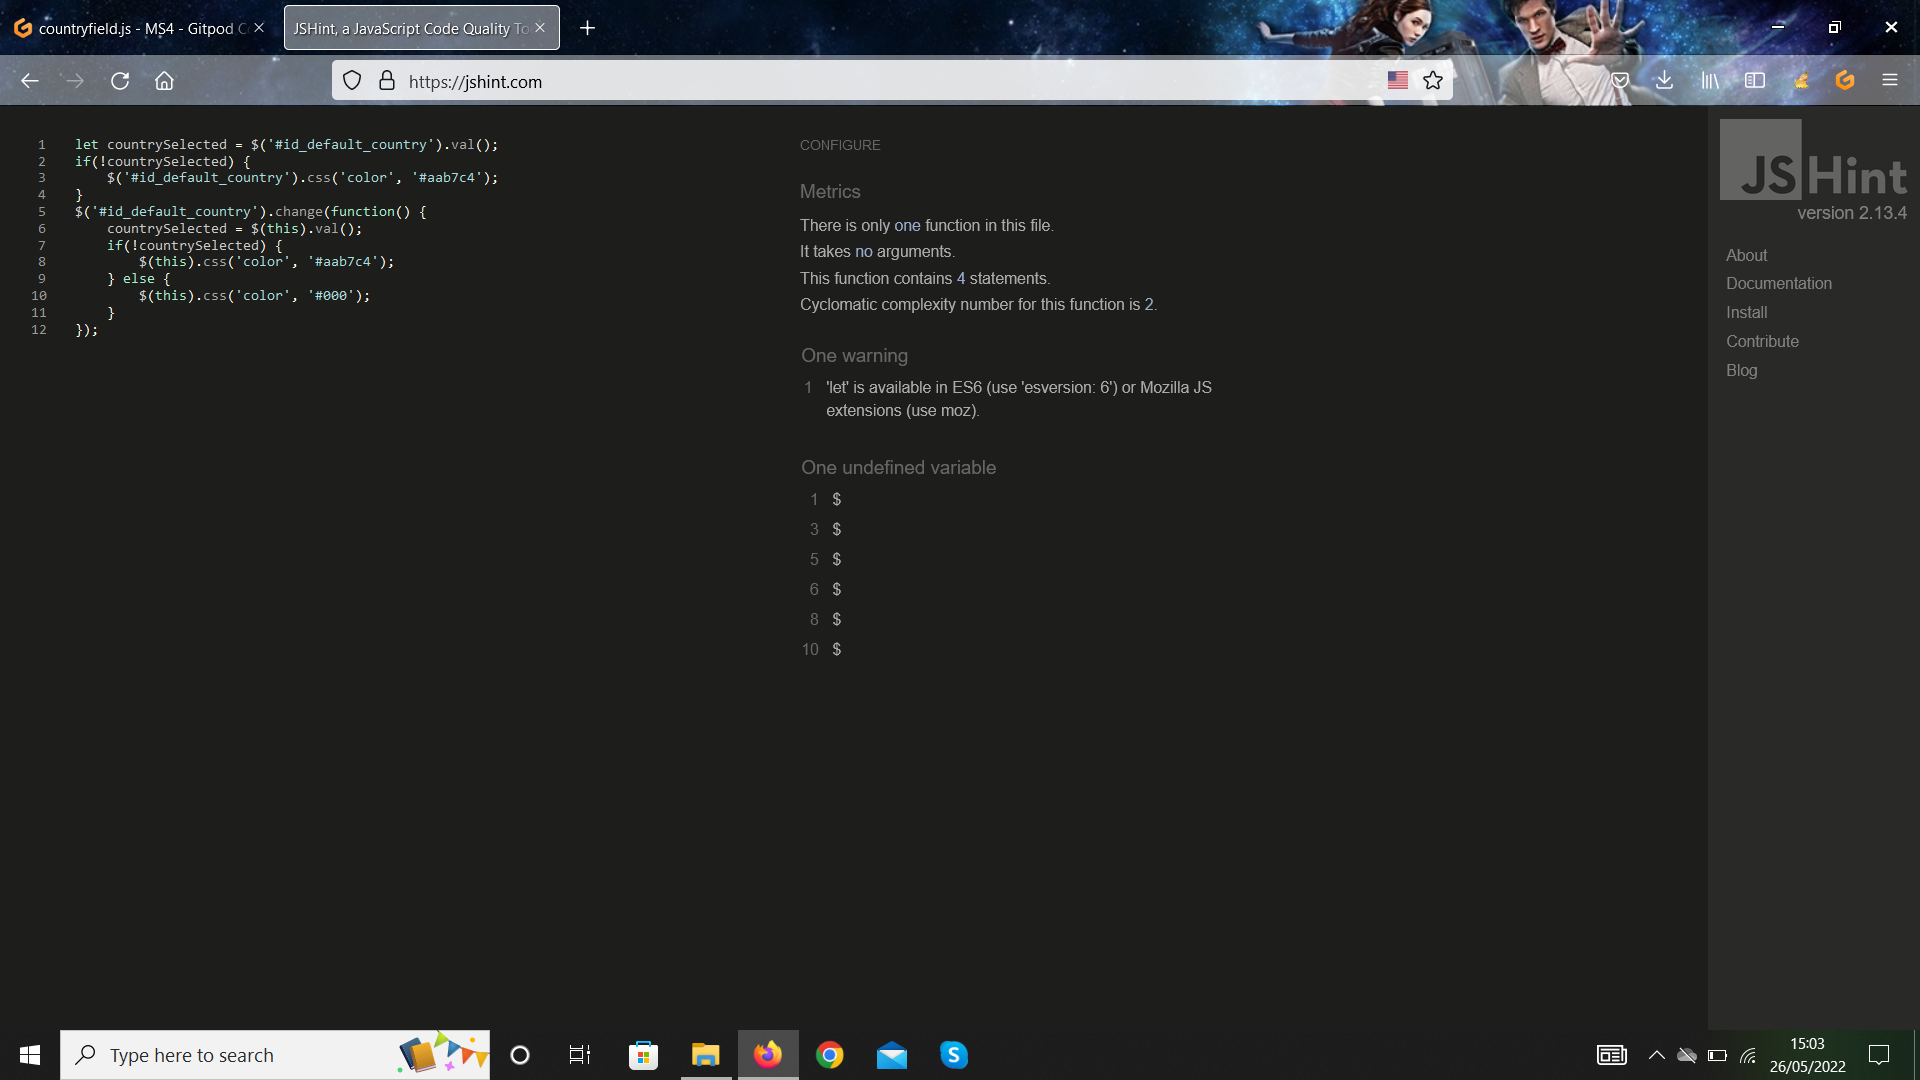 countryfield.js - MS4 - Gitpod C
JSHint, a JavaScript Code Quality To
https://jshint.com
1 let countrySelected = $('#id_default_country').val();
2 if(!countrySelected) {
3 $('#id_default_country').css('color', '#aab7c4');
4 }
5 $('#id_default_country').change(function() {
6 countrySelected = $(this).val();
7 if(!countrySelected) {
8 $(this).css('color', '#aab7c4');
9 } else {
10 $(this).css('color', '#000');
11 }
12 });
CONFIGURE
Metrics
There is only one function in this file.
It takes no arguments.
This function contains 4 statements.
Cyclomatic complexity number for this function is 2.
One warning
1 'let' is available in ES6 (use 'esversion: 6') or Mozilla JS
extensions (use moz).
One undefined variable
1 $
3 $
5 $
6 $
8 $
10 $
JSHint
version 2.13.4
About
Documentation
Install
Contribute
Blog
Type here to search
15:03
26/05/2022